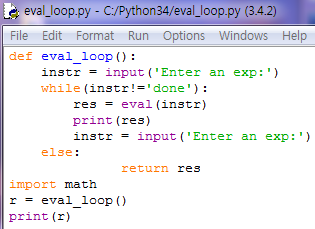 eval_loop.py - C:/Python34/eval_loop.py (3.4.2)
File Edit Format Run Options Windows Help
def eval_loop():
    instr = input('Enter an exp:')
    while(instr!='done'):
        res = eval(instr)
        print(res)
        instr = input('Enter an exp:')
    else:
            return res
import math
r = eval_loop()
print(r)